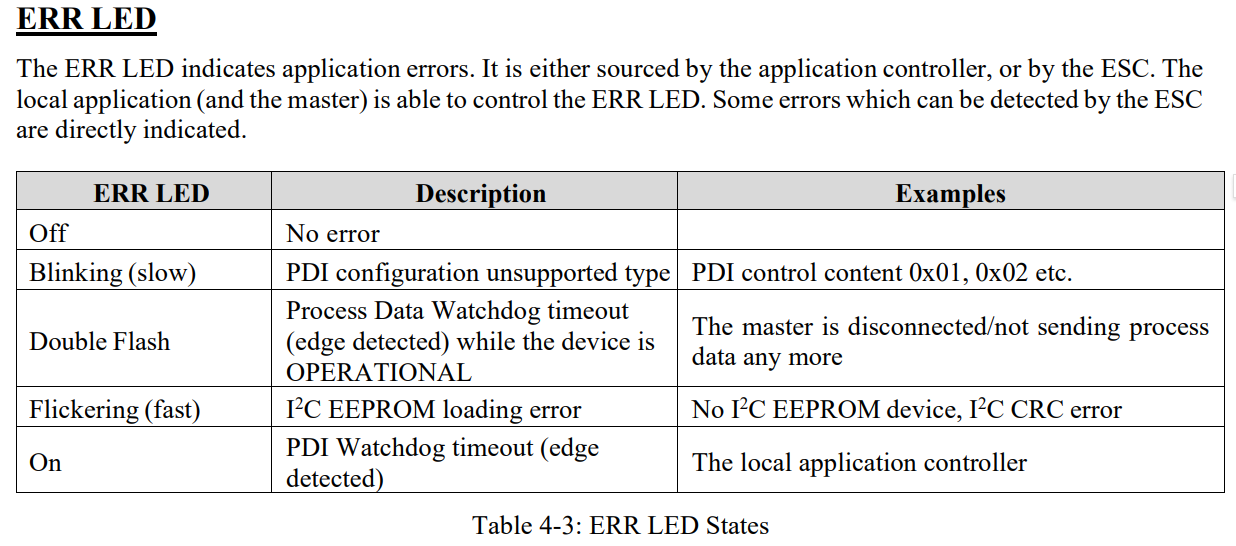 ERR LED
The ERR LED indicates application errors. It is either sourced by the application controller, or by the ESC. The
local application (and the master) is able to control the ERR LED. Some errors which can be detected by the ESC
are directly indicated.
ERR LED Description Examples
Off No error
Blinking (slow) PDI configuration unsupported type PDI control content 0x01, 0x02 etc.
Double Flash Process Data Watchdog timeout
(edge detected) while the device is
OPERATIONAL The master is disconnected/not sending process
data any more
Flickering (fast) I²C EEPROM loading error No I²C EEPROM device, I²C CRC error
On PDI Watchdog timeout (edge
detected) The local application controller
Table 4-3: ERR LED States